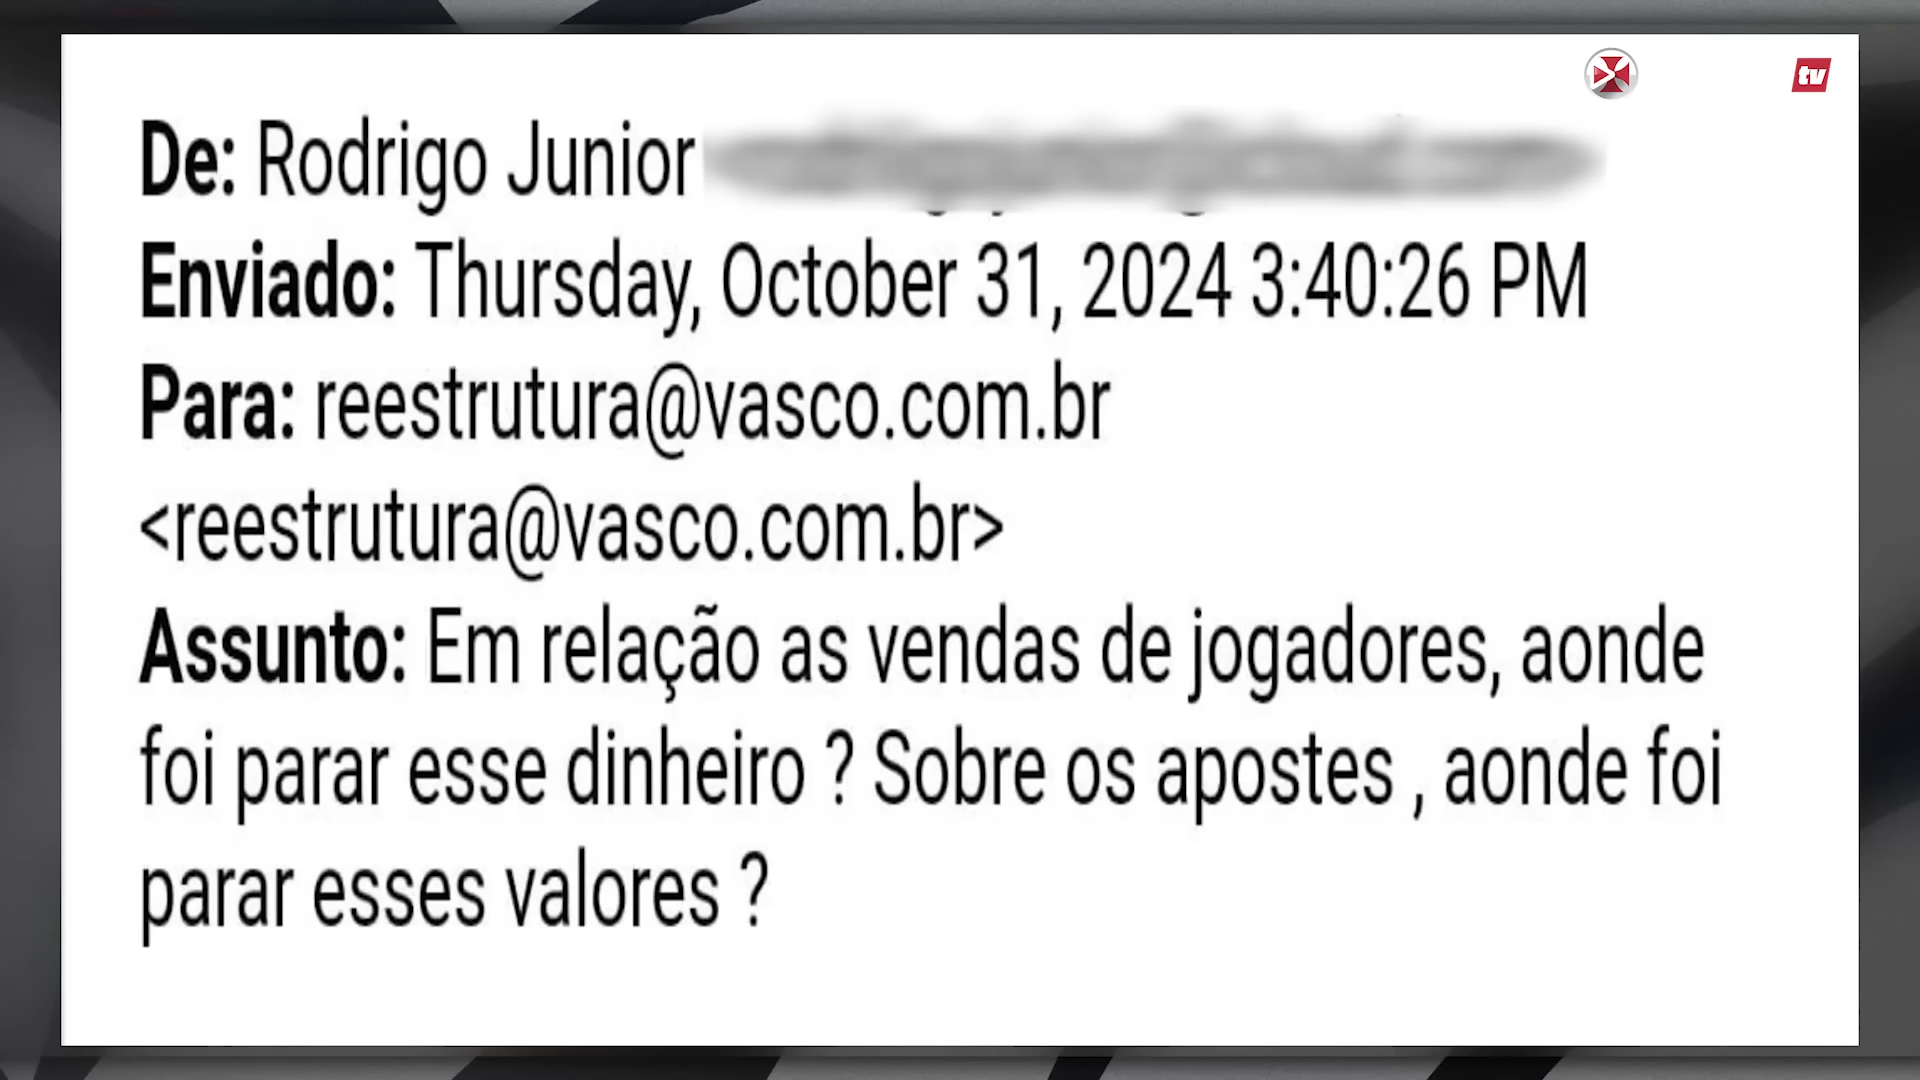 tv
De: Rodrigo Junior
Enviado: Thursday, October 31, 2024 3:40:26 PM
Para: reestrutura@vasco.com.br
<reestrutura@vasco.com.br>
Assunto: Em relação as vendas de jogadores, aonde
foi parar esse dinheiro ? Sobre os apostes , aonde foi
parar esses valores ?